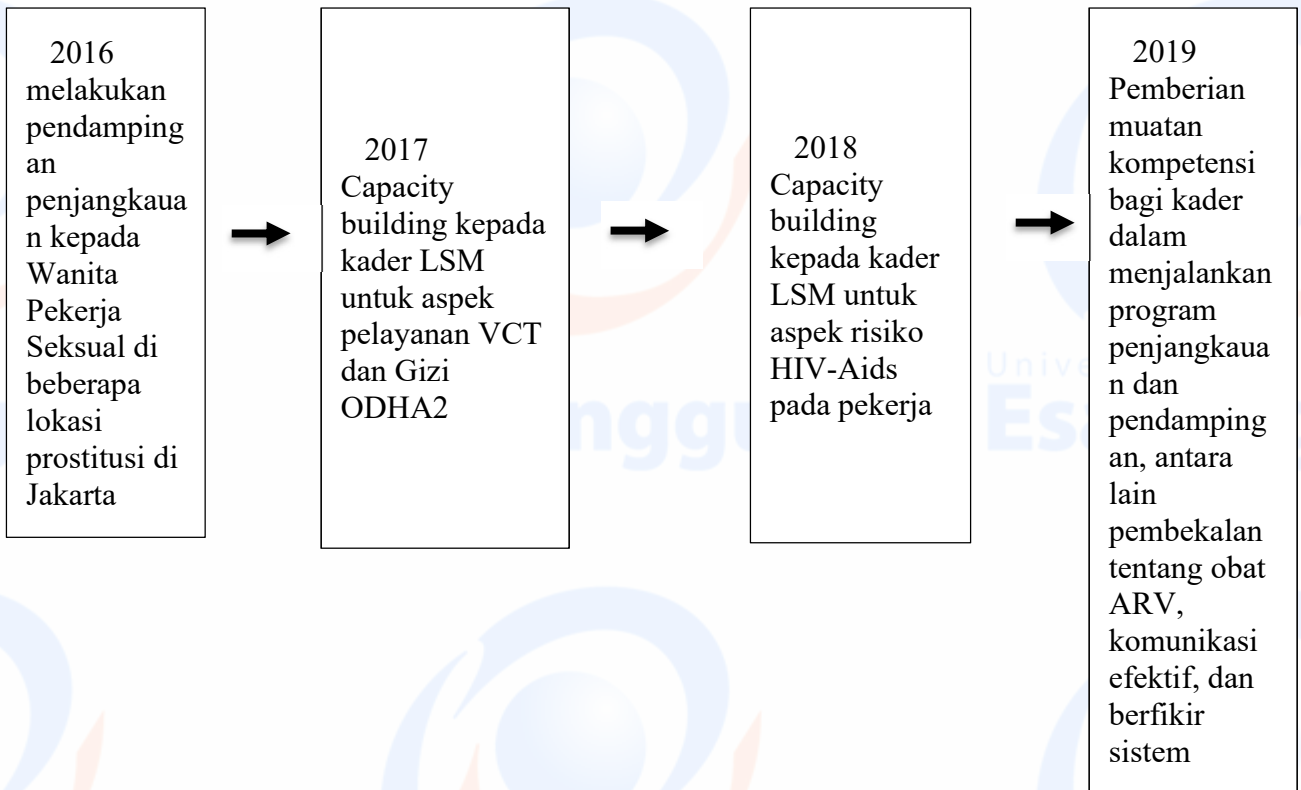 2016
melakukan
pendamping
an
penjangkaua
n kepada
Wanita
Pekerja
Seksual di
beberapa
lokasi
prostitusi di
Jakarta
2017
Capacity
building kepada
kader LSM
untuk aspek
pelayanan VCT
dan Gizi
ODHA2
2018
Capacity
building
kepada kader
LSM untuk
aspek risiko
HIV-Aids
pada pekerja
2019
Pemberian
muatan
kompetensi
bagi kader
dalam
menjalankan
program
penjangkaua
n dan
pendamping
an, antara
lain
pembekalan
tentang obat
ARV,
komunikasi
efektif, dan
berfikir
sistem
nggu
Unive
Esa